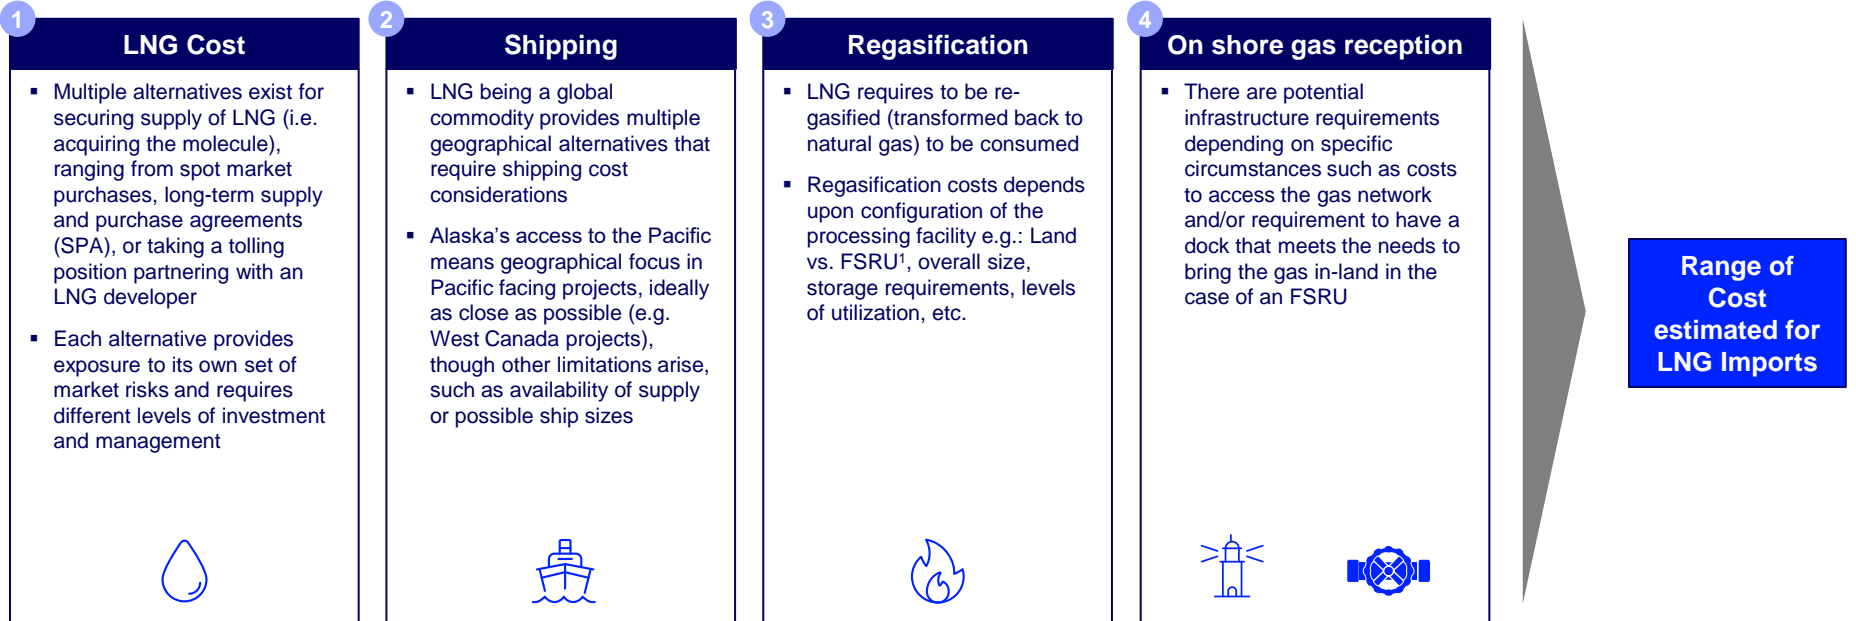 1
LNG Cost
▪ Multiple alternatives exist for
securing supply of LNG (i.e.
acquiring the molecule),
ranging from spot market
purchases, long-term supply
and purchase agreements
(SPA), or taking a tolling
position partnering with an
LNG developer
▪ Each alternative provides
exposure to its own set of
market risks and requires
different levels of investment
and management
2
Shipping
▪ LNG being a global
commodity provides multiple
geographical alternatives that
require shipping cost
considerations
▪ Alaska's access to the Pacific
means geographical focus in
Pacific facing projects, ideally
as close as possible (e.g.
West Canada projects),
though other limitations arise,
such as availability of supply
or possible ship sizes
3
Regasification
▪ LNG requires to be re-
gasified (transformed back to
natural gas) to be consumed
▪ Regasification costs depends
upon configuration of the
processing facility e.g.: Land
vs. FSRU¹, overall size,
storage requirements, levels
of utilization, etc.
4
On shore gas reception
▪ There are potential
infrastructure requirements
depending on specific
circumstances such as costs
to access the gas network
and/or requirement to have a
dock that meets the needs to
bring the gas in-land in the
case of an FSRU
Range of
Cost
estimated for
LNG Imports